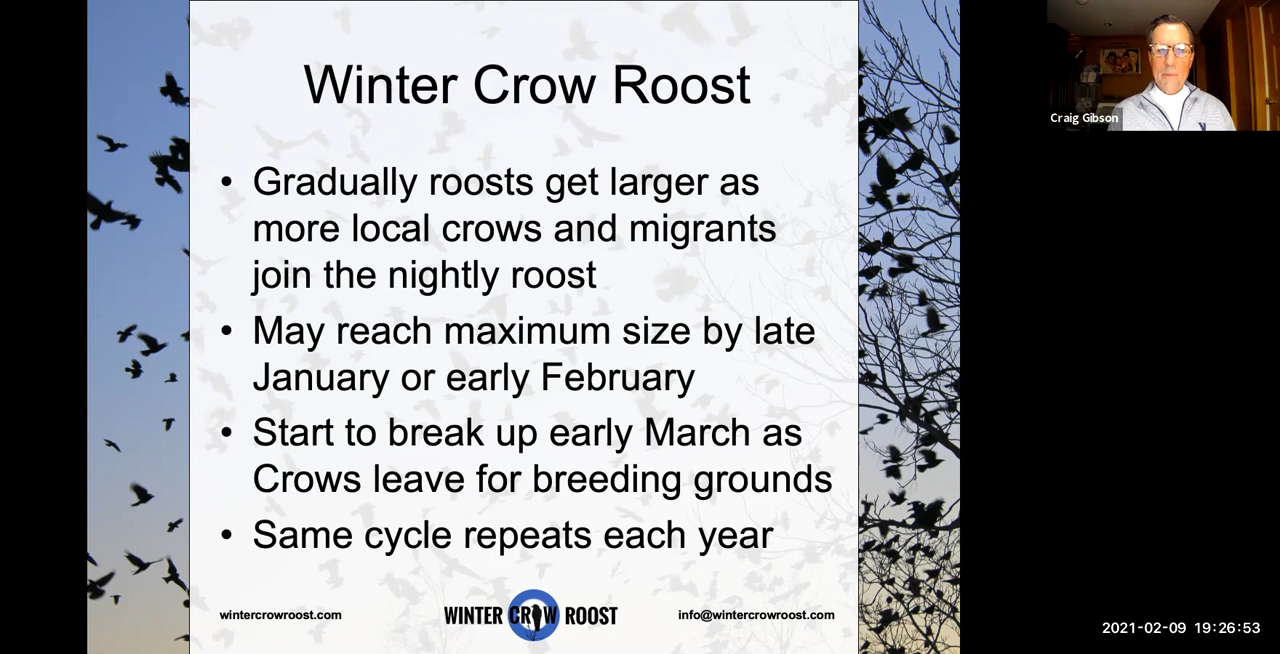 Winter Crow Roost
• Gradually roosts get larger as
more local crows and migrants
join the nightly roost
• May reach maximum size by late
January or early February
• Start to break up early March as
Crows leave for breeding grounds
• Same cycle repeats each year
wintercrowroost.com
WINTER CROW ROOST
info@wintercrowroost.com
Craig Gibson
2021-02-09 19:26:53